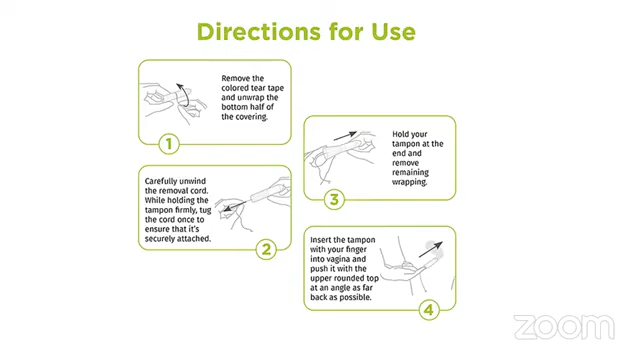 Directions for Use
Remove the
colored tear tape
and unwrap the
bottom half of
the covering.
1
Carefully unwind
the removal cord.
While holding the
tampon firmly, tug
the cord once to
ensure that it's
securely attached.
2
Hold your
tampon at the
end and
remove
remaining
wrapping.
3
Insert the tampon
with your finger
into vagina and
push it with the
upper rounded top
at an angle as far
back as possible.
4
zoom